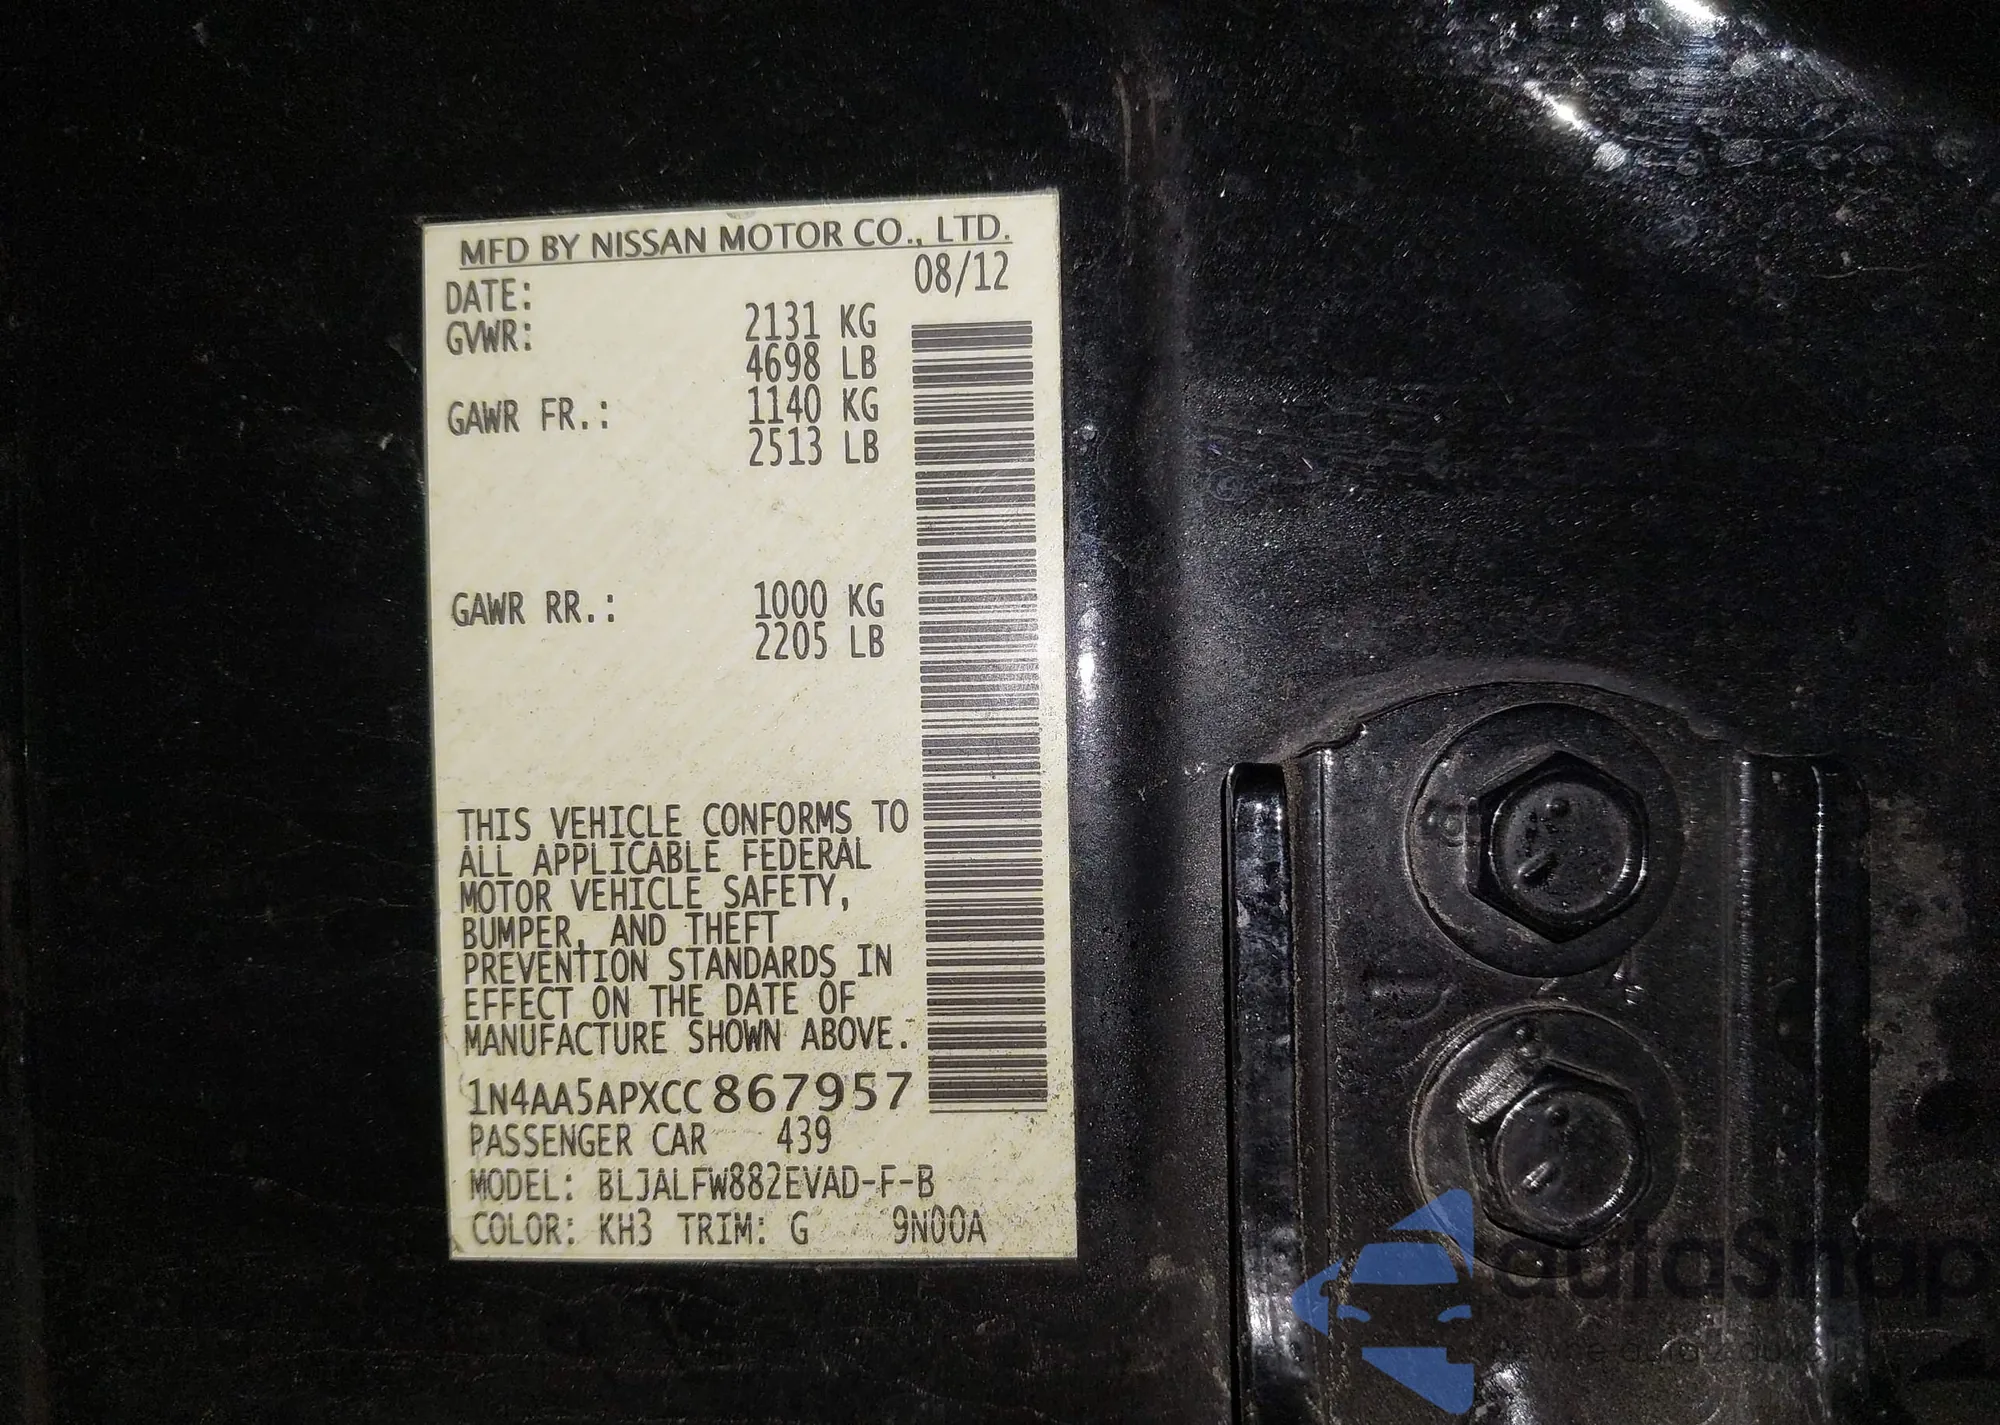 MFD BY NISSAN MOTOR CO., LTD.
DATE: 08/12
GVWR: 2131 KG
4698 LB
GAWR FR.: 1140 KG
2513 LB
GAWR RR.: 1000 KG
2205 LB
THIS VEHICLE CONFORMS TO
ALL APPLICABLE FEDERAL
MOTOR VEHICLE SAFETY,
BUMPER, AND THEFT
PREVENTION STANDARDS IN
EFFECT ON THE DATE OF
MANUFACTURE SHOWN ABOVE.
1N4AA5APXCC867957
PASSENGER CAR 439
MODEL: BLJALFW882EVAD-F-B
COLOR: KH3 TRIM: G 9N00A
autaSnap